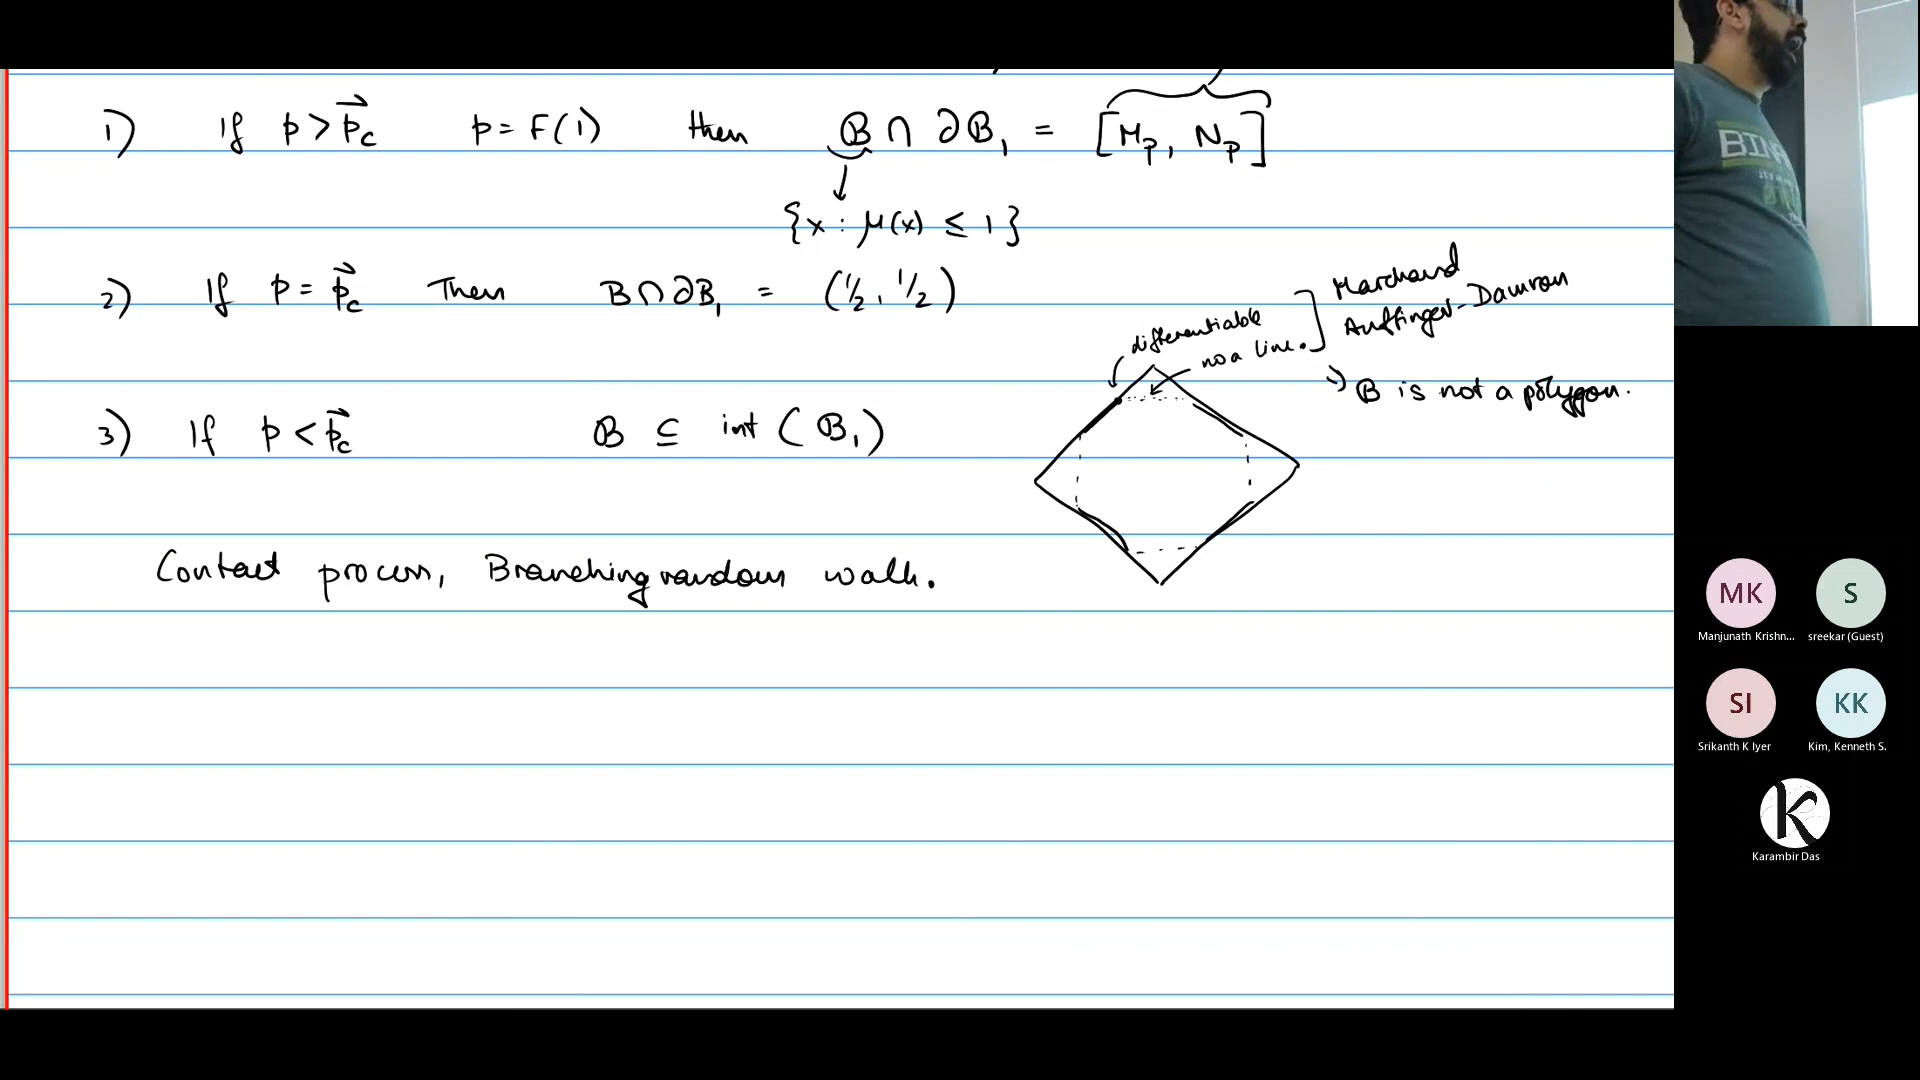 1) If p > p⃗c p = F(1) then B ∩ ∂B₁ = [Mp, Np]
{x : μ(x) ≤ 1}
2) If p = p⃗c Then B ∩ ∂B₁ = (½, ½)
differentiable
no a line.
Marchand
Auffinger-Damron
⇒ B is not a polygon.
3) If p < p⃗c B ⊆ int (B₁)
Contact process, Branching random walk.
BINA
MK
Manjunath Krishn...
S
sreekar (Guest)
SI
Srikanth K Iyer
KK
Kim, Kenneth S.
K
Karambir Das